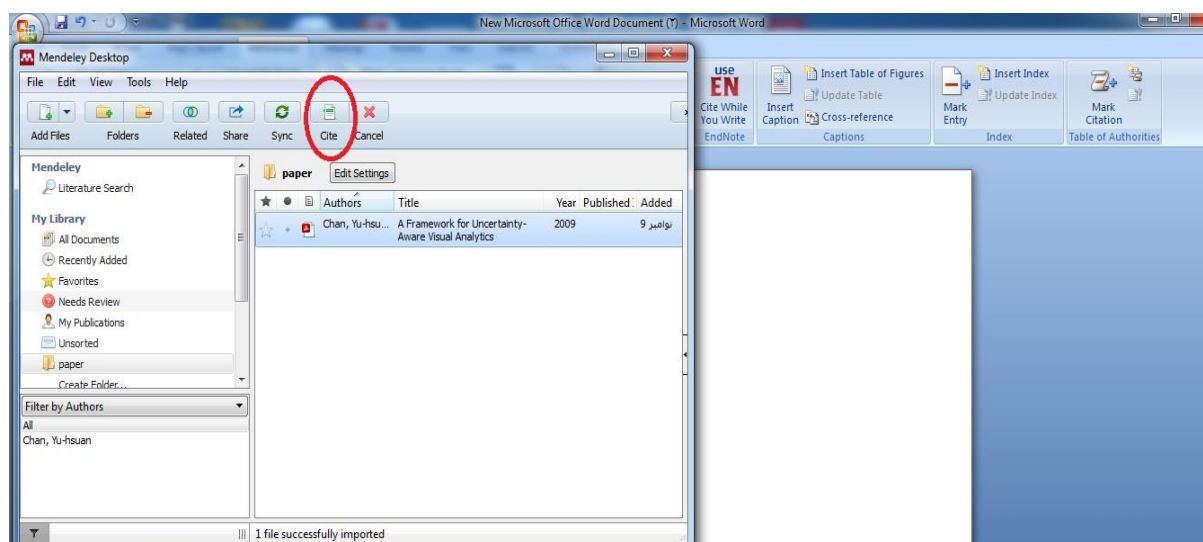 New Microsoft Office Word Document (٢) - Microsoft Word
Mendeley Desktop
File Edit View Tools Help
Add Files Folders Related Share Sync Cite Cancel
Mendeley
Literature Search
My Library
All Documents
Recently Added
Favorites
Needs Review
My Publications
Unsorted
paper
Create Folder...
Filter by Authors
All
Chan, Yu-hsuan
paper Edit Settings
Authors Title Year Published Added
Chan, Yu-hsu... A Framework for Uncertainty- 2009 9 نوامبر
Aware Visual Analytics
1 file successfully imported
use
EN
Cite While
You Write
EndNote
Insert
Caption
Insert Table of Figures
Update Table
Cross-reference
Captions
Mark
Entry
Insert Index
Update Index
Index
Mark
Citation
Table of Authorities